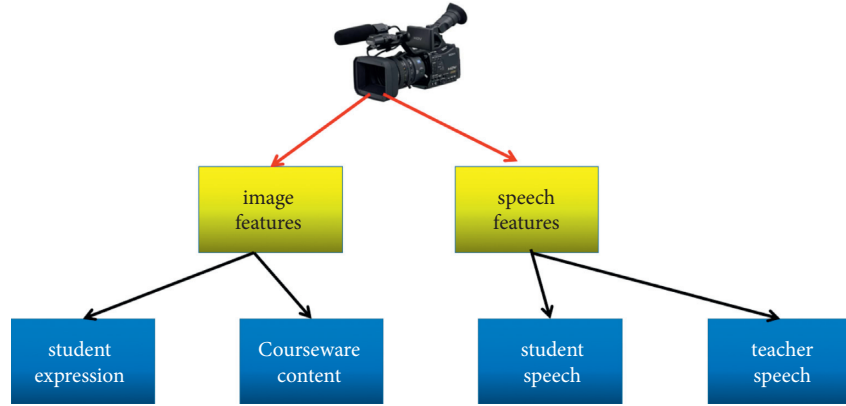 image
features
speech
features
student
expression
Courseware
content
student
speech
teacher
speech